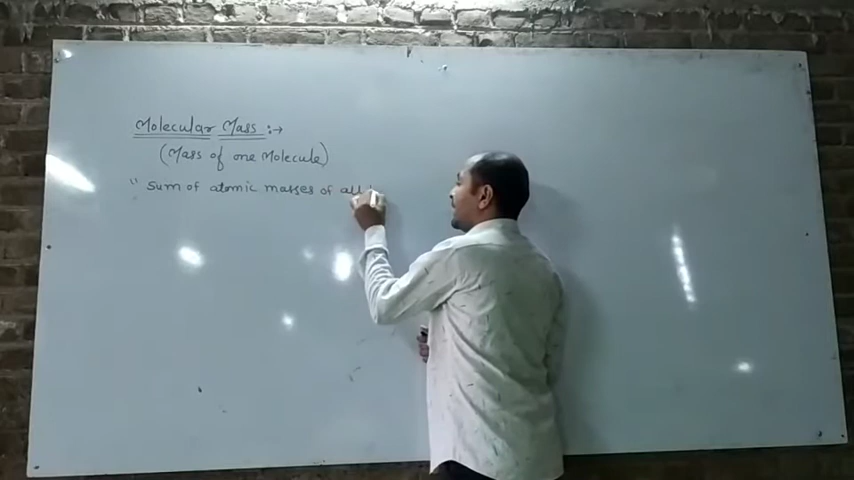 Molecular Mass :→
(Mass of one Molecule)
" Sum of atomic masses of all